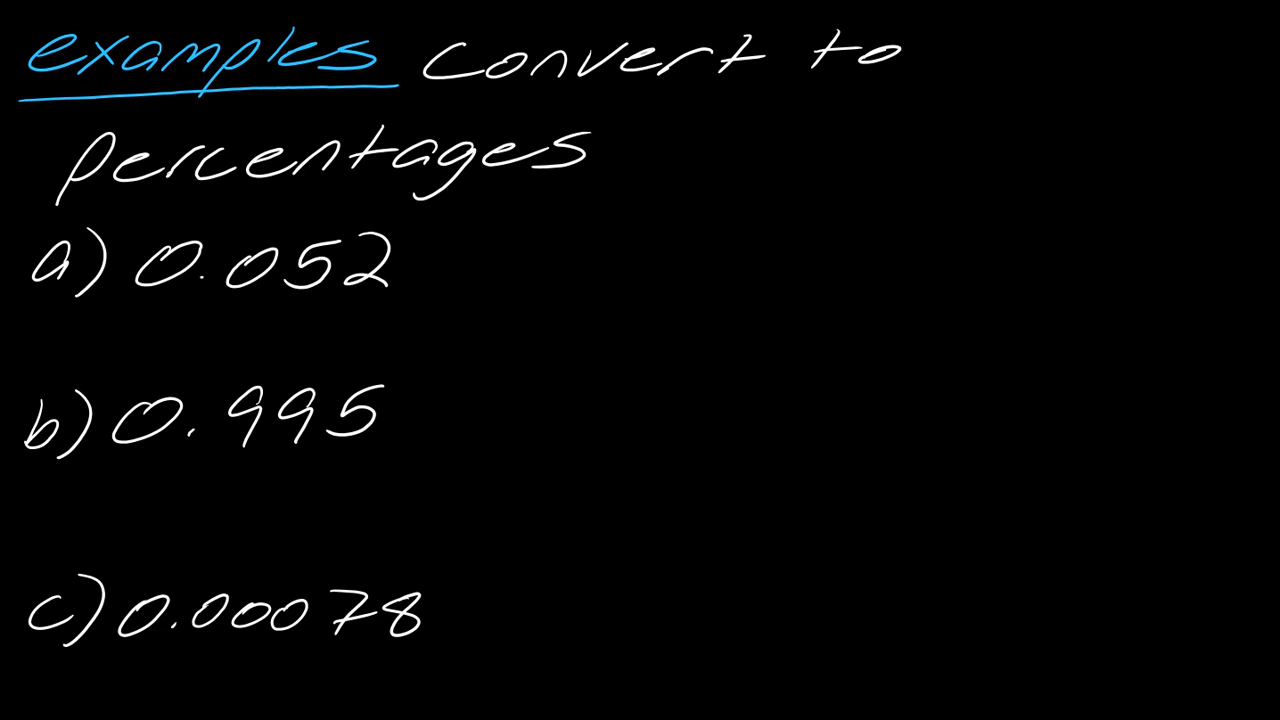 examples convert to
percentages
a) 0.052
b) 0.995
c) 0.00078